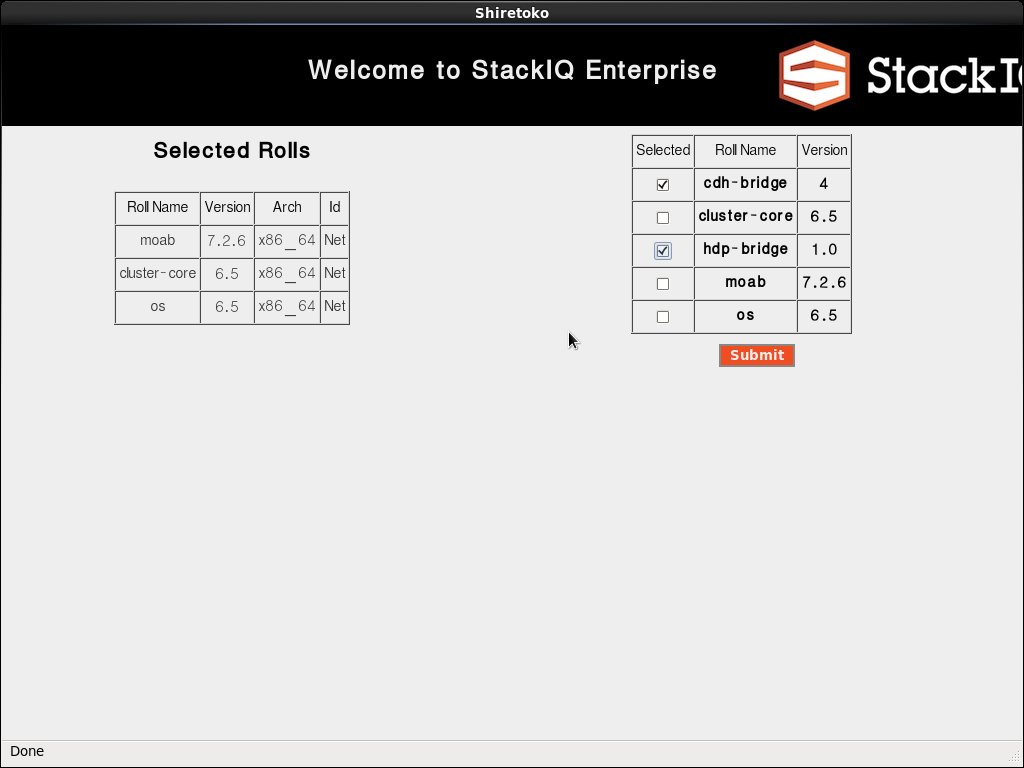 Shiretoko
Welcome to StackIQ Enterprise
StackI
Selected Rolls
Roll Name Version Arch Id
moab 7.2.6 x86_64 Net
cluster-core 6.5 x86_64 Net
os 6.5 x86_64 Net
Selected Roll Name Version
cdh-bridge 4
cluster-core 6.5
hdp-bridge 1.0
moab 7.2.6
os 6.5
Submit
Done